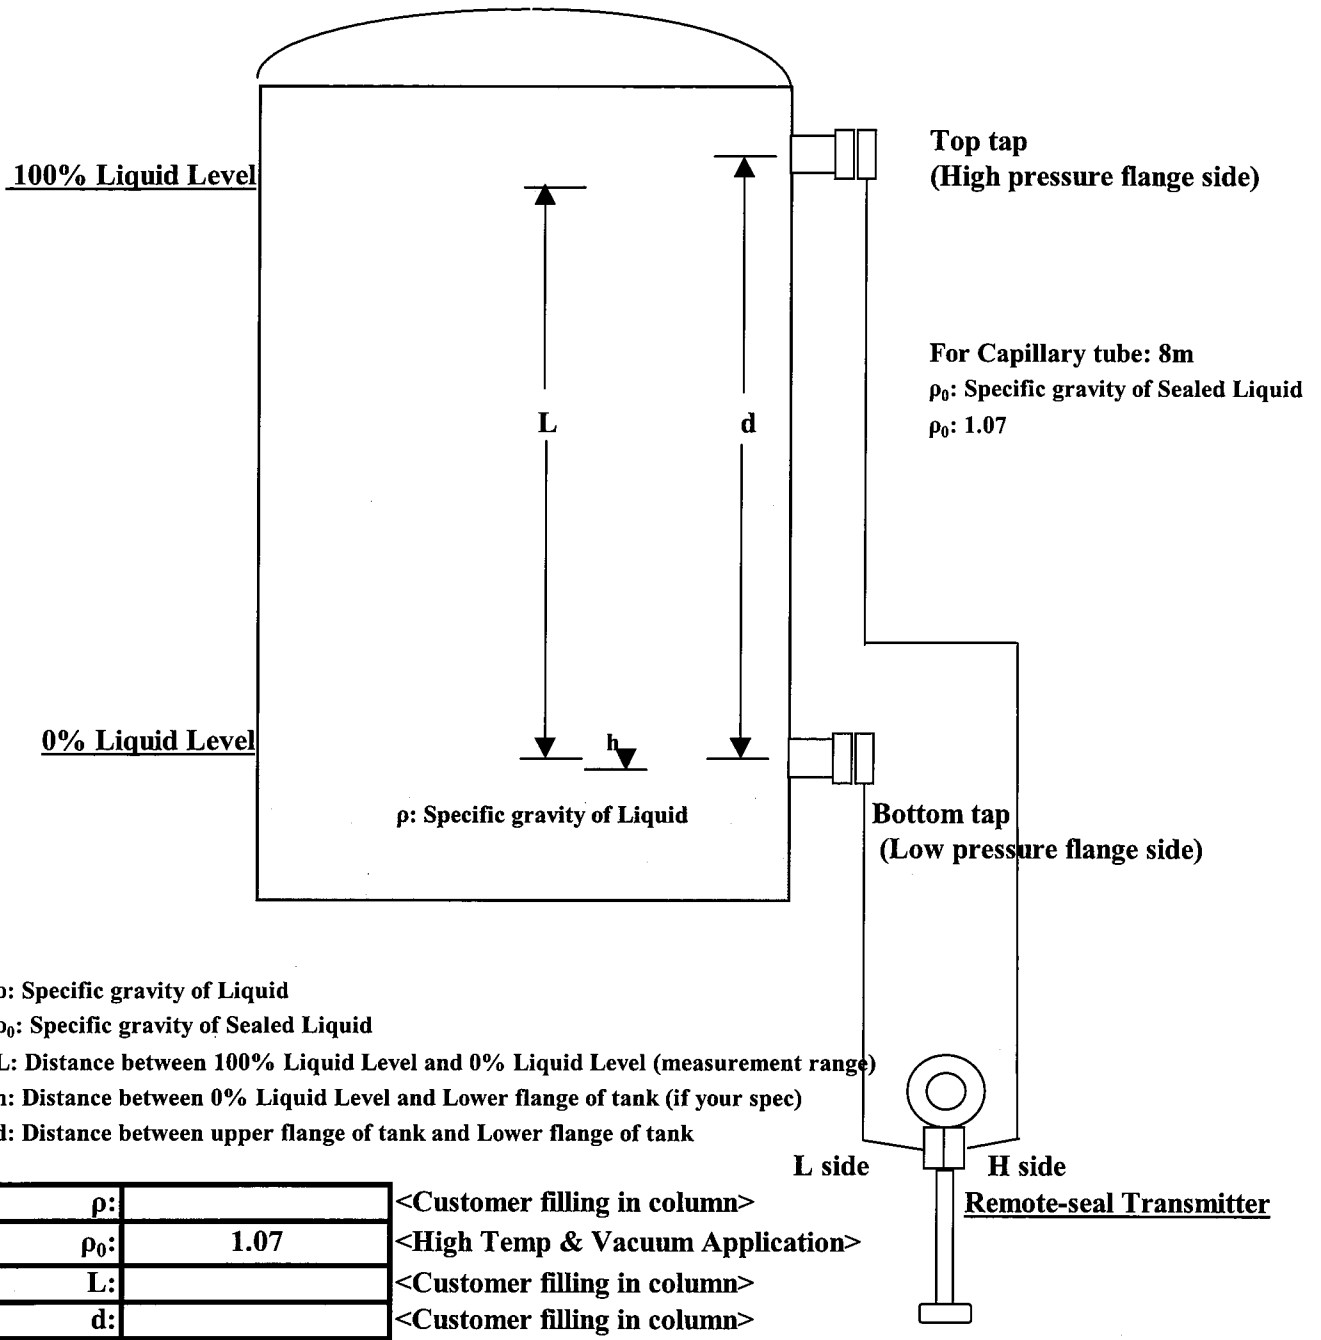 Top tap
(High pressure flange side)
100% Liquid Level
For Capillary tube: 8m
ρ₀: Specific gravity of Sealed Liquid
ρ₀: 1.07
L
d
0% Liquid Level
h
ρ: Specific gravity of Liquid
Bottom tap
(Low pressure flange side)
ρ: Specific gravity of Liquid
ρ₀: Specific gravity of Sealed Liquid
L: Distance between 100% Liquid Level and 0% Liquid Level (measurement range)
h: Distance between 0% Liquid Level and Lower flange of tank (if your spec)
d: Distance between upper flange of tank and Lower flange of tank
L side
H side
Remote-seal Transmitter
ρ: <Customer filling in column>
ρ₀: 1.07 <High Temp & Vacuum Application>
L: <Customer filling in column>
d: <Customer filling in column>